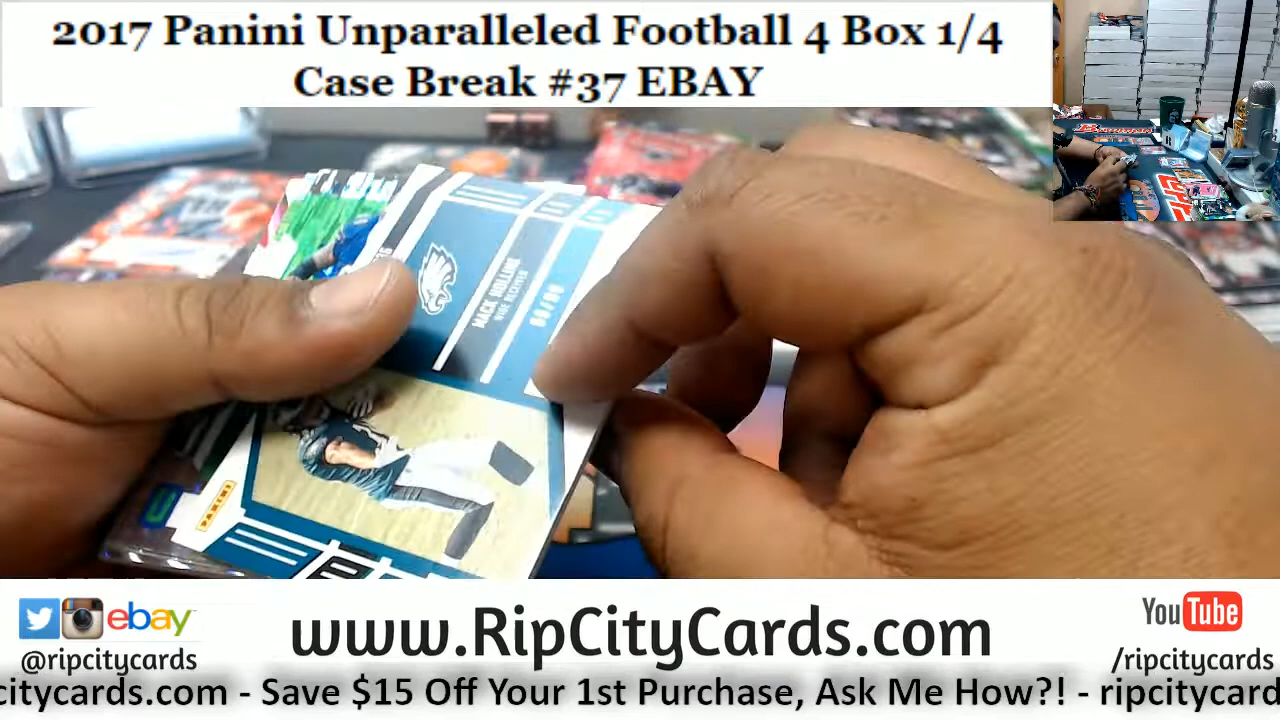 2017 Panini Unparalleled Football 4 Box 1/4
Case Break #37 EBAY
MACK HOLLINS
WIDE RECEIVER
PANINI
ebay
@ripcitycards
www.RipCityCards.com
YouTube
/ripcitycards
citycards.com - Save $15 Off Your 1st Purchase, Ask Me How?! - ripcitycard